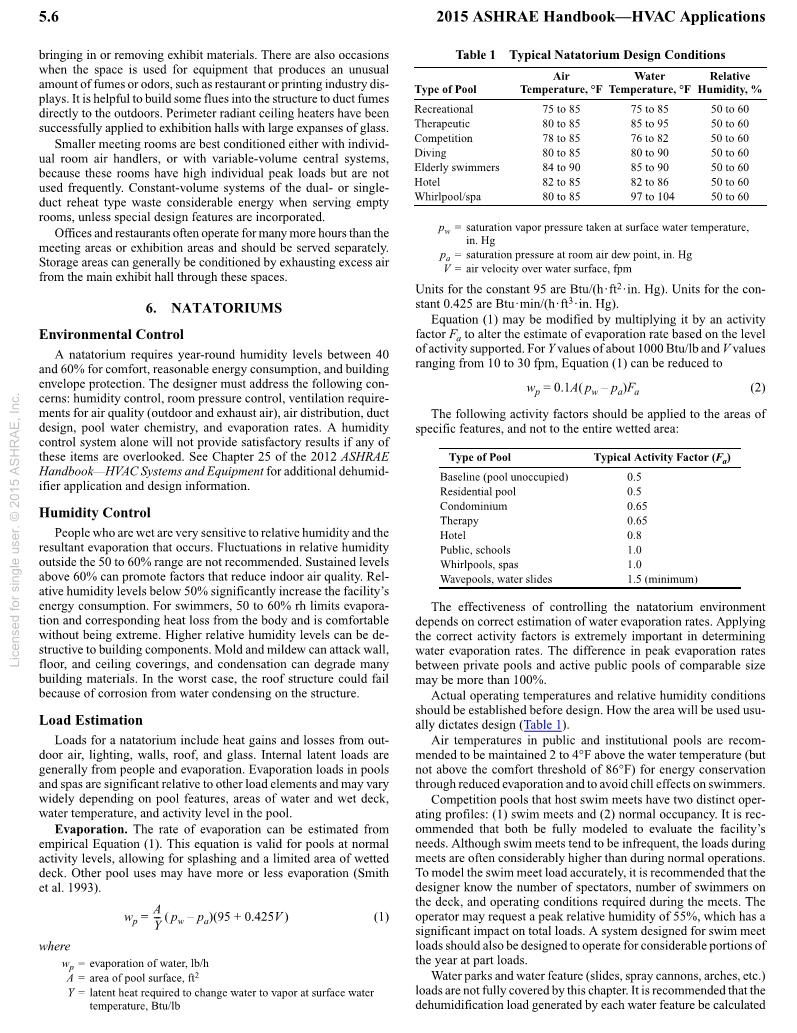 5.6
2015 ASHRAE Handbook—HVAC Applications
bringing in or removing exhibit materials. There are also occasions
when the space is used for equipment that produces an unusual
amount of fumes or odors, such as restaurant or printing industry dis-
plays. It is helpful to build some flues into the structure to duct fumes
directly to the outdoors. Perimeter radiant ceiling heaters have been
successfully applied to exhibition halls with large expanses of glass.
Smaller meeting rooms are best conditioned either with individ-
ual room air handlers, or with variable-volume central systems,
because these rooms have high individual peak loads but are not
used frequently. Constant-volume systems of the dual- or single-
duct reheat type waste considerable energy when serving empty
rooms, unless special design features are incorporated.
Offices and restaurants often operate for many more hours than the
meeting areas or exhibition areas and should be served separately.
Storage areas can generally be conditioned by exhausting excess air
from the main exhibit hall through these spaces.
6. NATATORIUMS
Environmental Control
A natatorium requires year-round humidity levels between 40
and 60% for comfort, reasonable energy consumption, and building
envelope protection. The designer must address the following con-
cerns: humidity control, room pressure control, ventilation require-
ments for air quality (outdoor and exhaust air), air distribution, duct
design, pool water chemistry, and evaporation rates. A humidity
control system alone will not provide satisfactory results if any of
these items are overlooked. See Chapter 25 of the 2012 ASHRAE
Handbook—HVAC Systems and Equipment for additional dehumid-
ifier application and design information.
Humidity Control
People who are wet are very sensitive to relative humidity and the
resultant evaporation that occurs. Fluctuations in relative humidity
outside the 50 to 60% range are not recommended. Sustained levels
above 60% can promote factors that reduce indoor air quality. Rel-
ative humidity levels below 50% significantly increase the facility's
energy consumption. For swimmers, 50 to 60% rh limits evapora-
tion and corresponding heat loss from the body and is comfortable
without being extreme. Higher relative humidity levels can be de-
structive to building components. Mold and mildew can attack wall,
floor, and ceiling coverings, and condensation can degrade many
building materials. In the worst case, the roof structure could fail
because of corrosion from water condensing on the structure.
Load Estimation
Loads for a natatorium include heat gains and losses from out-
door air, lighting, walls, roof, and glass. Internal latent loads are
generally from people and evaporation. Evaporation loads in pools
and spas are significant relative to other load elements and may vary
widely depending on pool features, areas of water and wet deck,
water temperature, and activity level in the pool.
Evaporation. The rate of evaporation can be estimated from
empirical Equation (1). This equation is valid for pools at normal
activity levels, allowing for splashing and a limited area of wetted
deck. Other pool uses may have more or less evaporation (Smith
et al. 1993).
wp = A/Y (pw – pa)(95 + 0.425V) (1)
where
wp = evaporation of water, lb/h
A = area of pool surface, ft²
Y = latent heat required to change water to vapor at surface water
temperature, Btu/lb
Table 1 Typical Natatorium Design Conditions
Air Water Relative
Type of Pool Temperature, °F Temperature, °F Humidity, %
Recreational 75 to 85 75 to 85 50 to 60
Therapeutic 80 to 85 85 to 95 50 to 60
Competition 78 to 85 76 to 82 50 to 60
Diving 80 to 85 80 to 90 50 to 60
Elderly swimmers 84 to 90 85 to 90 50 to 60
Hotel 82 to 85 82 to 86 50 to 60
Whirlpool/spa 80 to 85 97 to 104 50 to 60
pw = saturation vapor pressure taken at surface water temperature,
in. Hg
pa = saturation pressure at room air dew point, in. Hg
V = air velocity over water surface, fpm
Units for the constant 95 are Btu/(h·ft²·in. Hg). Units for the con-
stant 0.425 are Btu·min/(h·ft³·in. Hg).
Equation (1) may be modified by multiplying it by an activity
factor Fa to alter the estimate of evaporation rate based on the level
of activity supported. For Y values of about 1000 Btu/lb and V values
ranging from 10 to 30 fpm, Equation (1) can be reduced to
wp = 0.1A(pw – pa)Fa (2)
The following activity factors should be applied to the areas of
specific features, and not to the entire wetted area:
Type of Pool Typical Activity Factor (Fa)
Baseline (pool unoccupied) 0.5
Residential pool 0.5
Condominium 0.65
Therapy 0.65
Hotel 0.8
Public, schools 1.0
Whirlpools, spas 1.0
Wavepools, water slides 1.5 (minimum)
The effectiveness of controlling the natatorium environment
depends on correct estimation of water evaporation rates. Applying
the correct activity factors is extremely important in determining
water evaporation rates. The difference in peak evaporation rates
between private pools and active public pools of comparable size
may be more than 100%.
Actual operating temperatures and relative humidity conditions
should be established before design. How the area will be used usu-
ally dictates design (Table 1).
Air temperatures in public and institutional pools are recom-
mended to be maintained 2 to 4°F above the water temperature (but
not above the comfort threshold of 86°F) for energy conservation
through reduced evaporation and to avoid chill effects on swimmers.
Competition pools that host swim meets have two distinct oper-
ating profiles: (1) swim meets and (2) normal occupancy. It is rec-
ommended that both be fully modeled to evaluate the facility's
needs. Although swim meets tend to be infrequent, the loads during
meets are often considerably higher than during normal operations.
To model the swim meet load accurately, it is recommended that the
designer know the number of spectators, number of swimmers on
the deck, and operating conditions required during the meets. The
operator may request a peak relative humidity of 55%, which has a
significant impact on total loads. A system designed for swim meet
loads should also be designed to operate for considerable portions of
the year at part loads.
Water parks and water feature (slides, spray cannons, arches, etc.)
loads are not fully covered by this chapter. It is recommended that the
dehumidification load generated by each water feature be calculated
Licensed for single user. © 2015 ASHRAE, Inc.